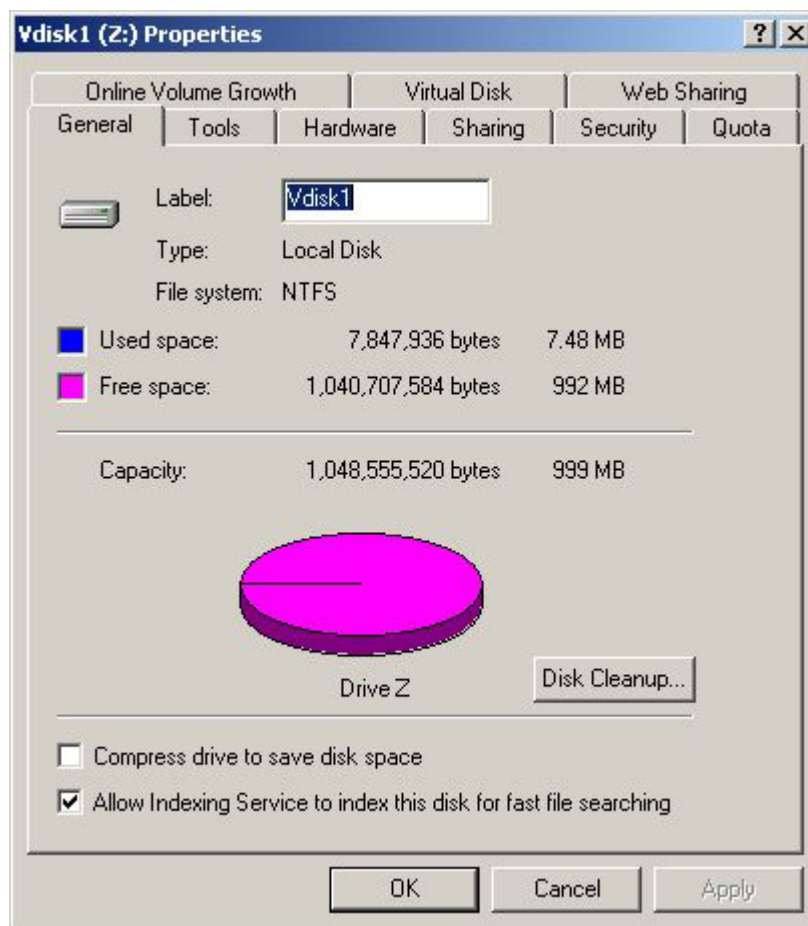 Vdisk1 (Z:) Properties
Online Volume Growth Virtual Disk Web Sharing
General Tools Hardware Sharing Security Quota
Label: Vdisk1
Type: Local Disk
File system: NTFS
Used space: 7,847,936 bytes 7.48 MB
Free space: 1,040,707,584 bytes 992 MB
Capacity: 1,048,555,520 bytes 999 MB
Drive Z Disk Cleanup...
Compress drive to save disk space
Allow Indexing Service to index this disk for fast file searching
OK Cancel Apply